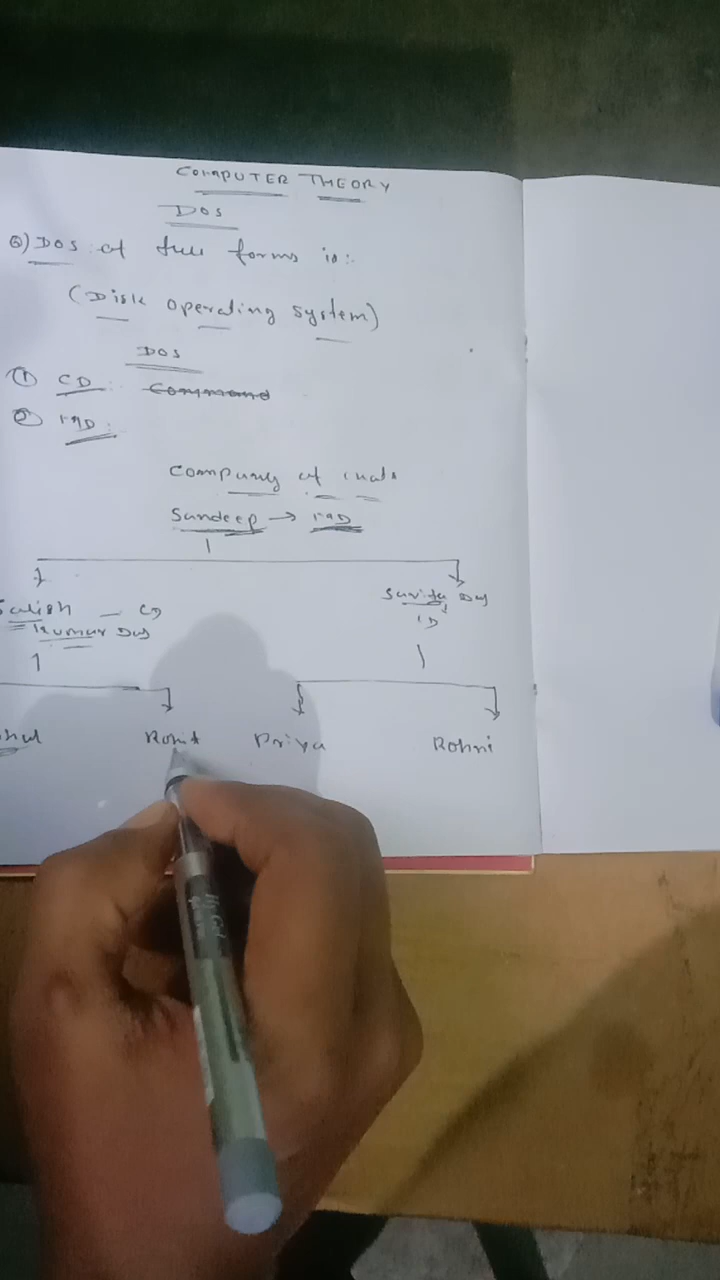 COMPUTER THEORY
DOS
DOS of full forms is:-
(Disk operating system)
DOS
① CD: Command
② MD:
Company of
Sandeep → MD
Satish — CD
Kumar Das
Savita Das
Rohit Priya Rohni